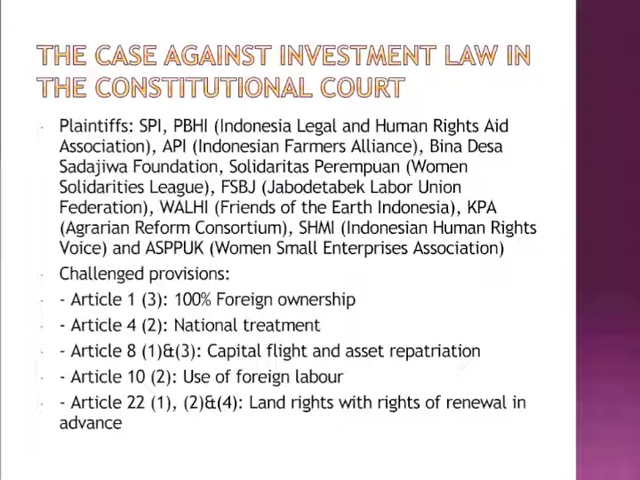 THE CASE AGAINST INVESTMENT LAW IN
THE CONSTITUTIONAL COURT
Plaintiffs: SPI, PBHI (Indonesia Legal and Human Rights Aid
Association), API (Indonesian Farmers Alliance), Bina Desa
Sadajiwa Foundation, Solidaritas Perempuan (Women
Solidarities League), FSBJ (Jabodetabek Labor Union
Federation), WALHI (Friends of the Earth Indonesia), KPA
(Agrarian Reform Consortium), SHMI (Indonesian Human Rights
Voice) and ASPPUK (Women Small Enterprises Association)
Challenged provisions:
- Article 1 (3): 100% Foreign ownership
- Article 4 (2): National treatment
- Article 8 (1)&(3): Capital flight and asset repatriation
- Article 10 (2): Use of foreign labour
- Article 22 (1), (2)&(4): Land rights with rights of renewal in
advance